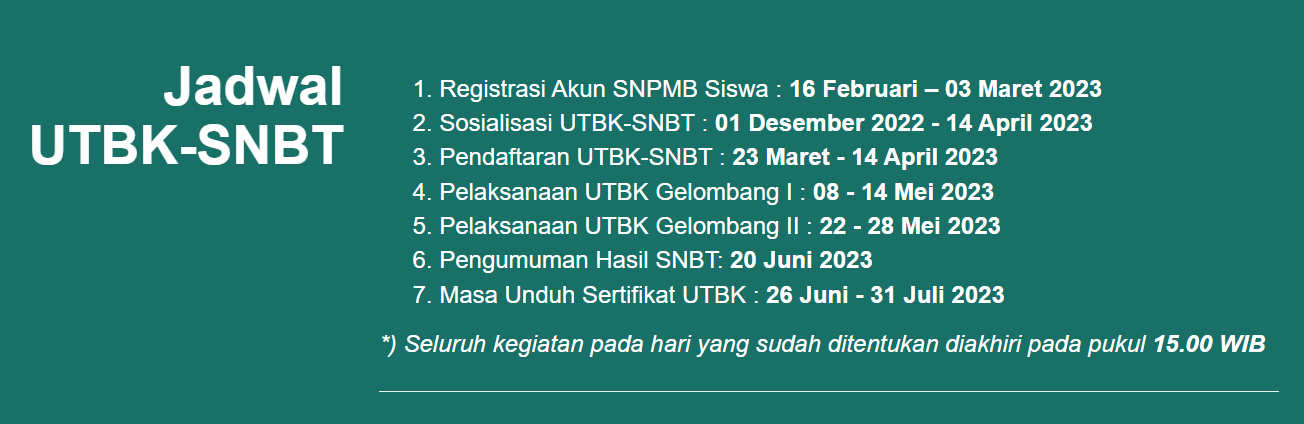 Jadwal
UTBK-SNBT
1. Registrasi Akun SNPMB Siswa : 16 Februari – 03 Maret 2023
2. Sosialisasi UTBK-SNBT : 01 Desember 2022 - 14 April 2023
3. Pendaftaran UTBK-SNBT : 23 Maret - 14 April 2023
4. Pelaksanaan UTBK Gelombang I : 08 - 14 Mei 2023
5. Pelaksanaan UTBK Gelombang II : 22 - 28 Mei 2023
6. Pengumuman Hasil SNBT: 20 Juni 2023
7. Masa Unduh Sertifikat UTBK : 26 Juni - 31 Juli 2023
*) Seluruh kegiatan pada hari yang sudah ditentukan diakhiri pada pukul 15.00 WIB